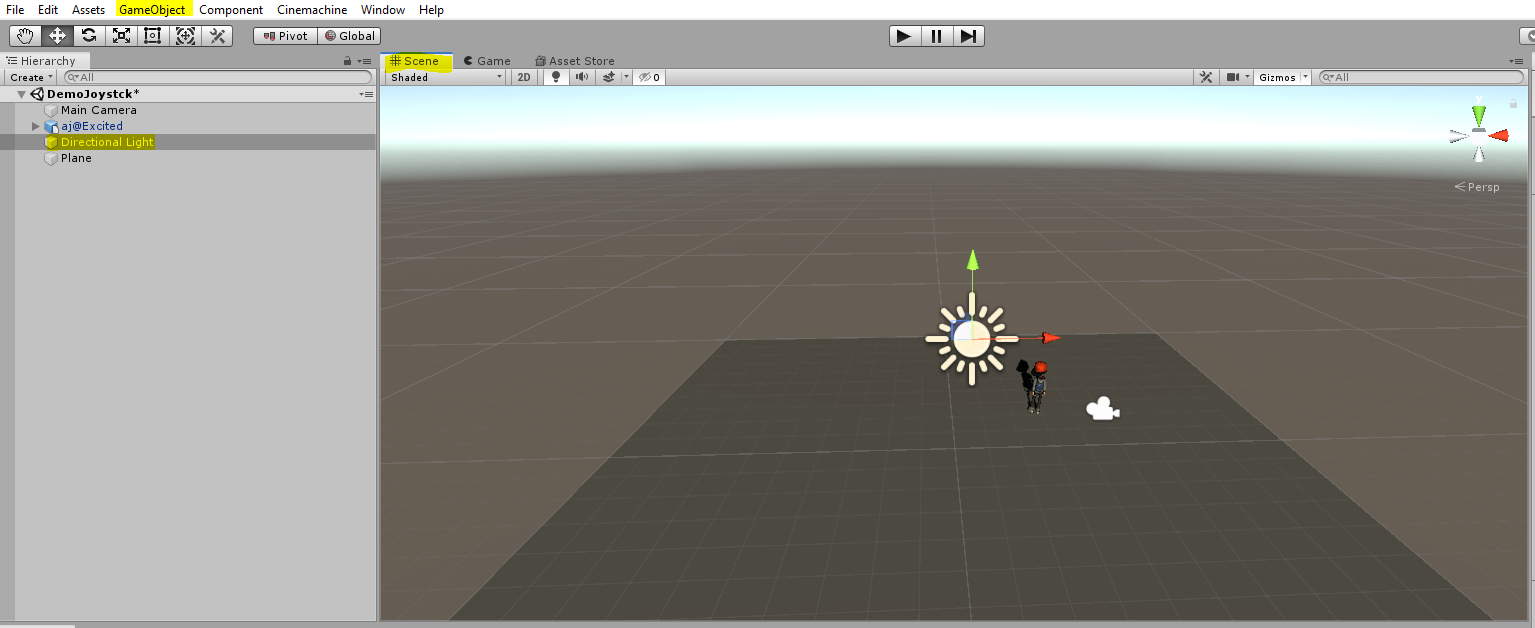 File Edit Assets GameObject Component Cinemachine Window Help
Pivot Global
Hierarchy Scene Game Asset Store
Create All Shaded 2D 0 Gizmos All
DemoJoystck*
Main Camera
aj@Excited
Directional Light
Plane
Persp